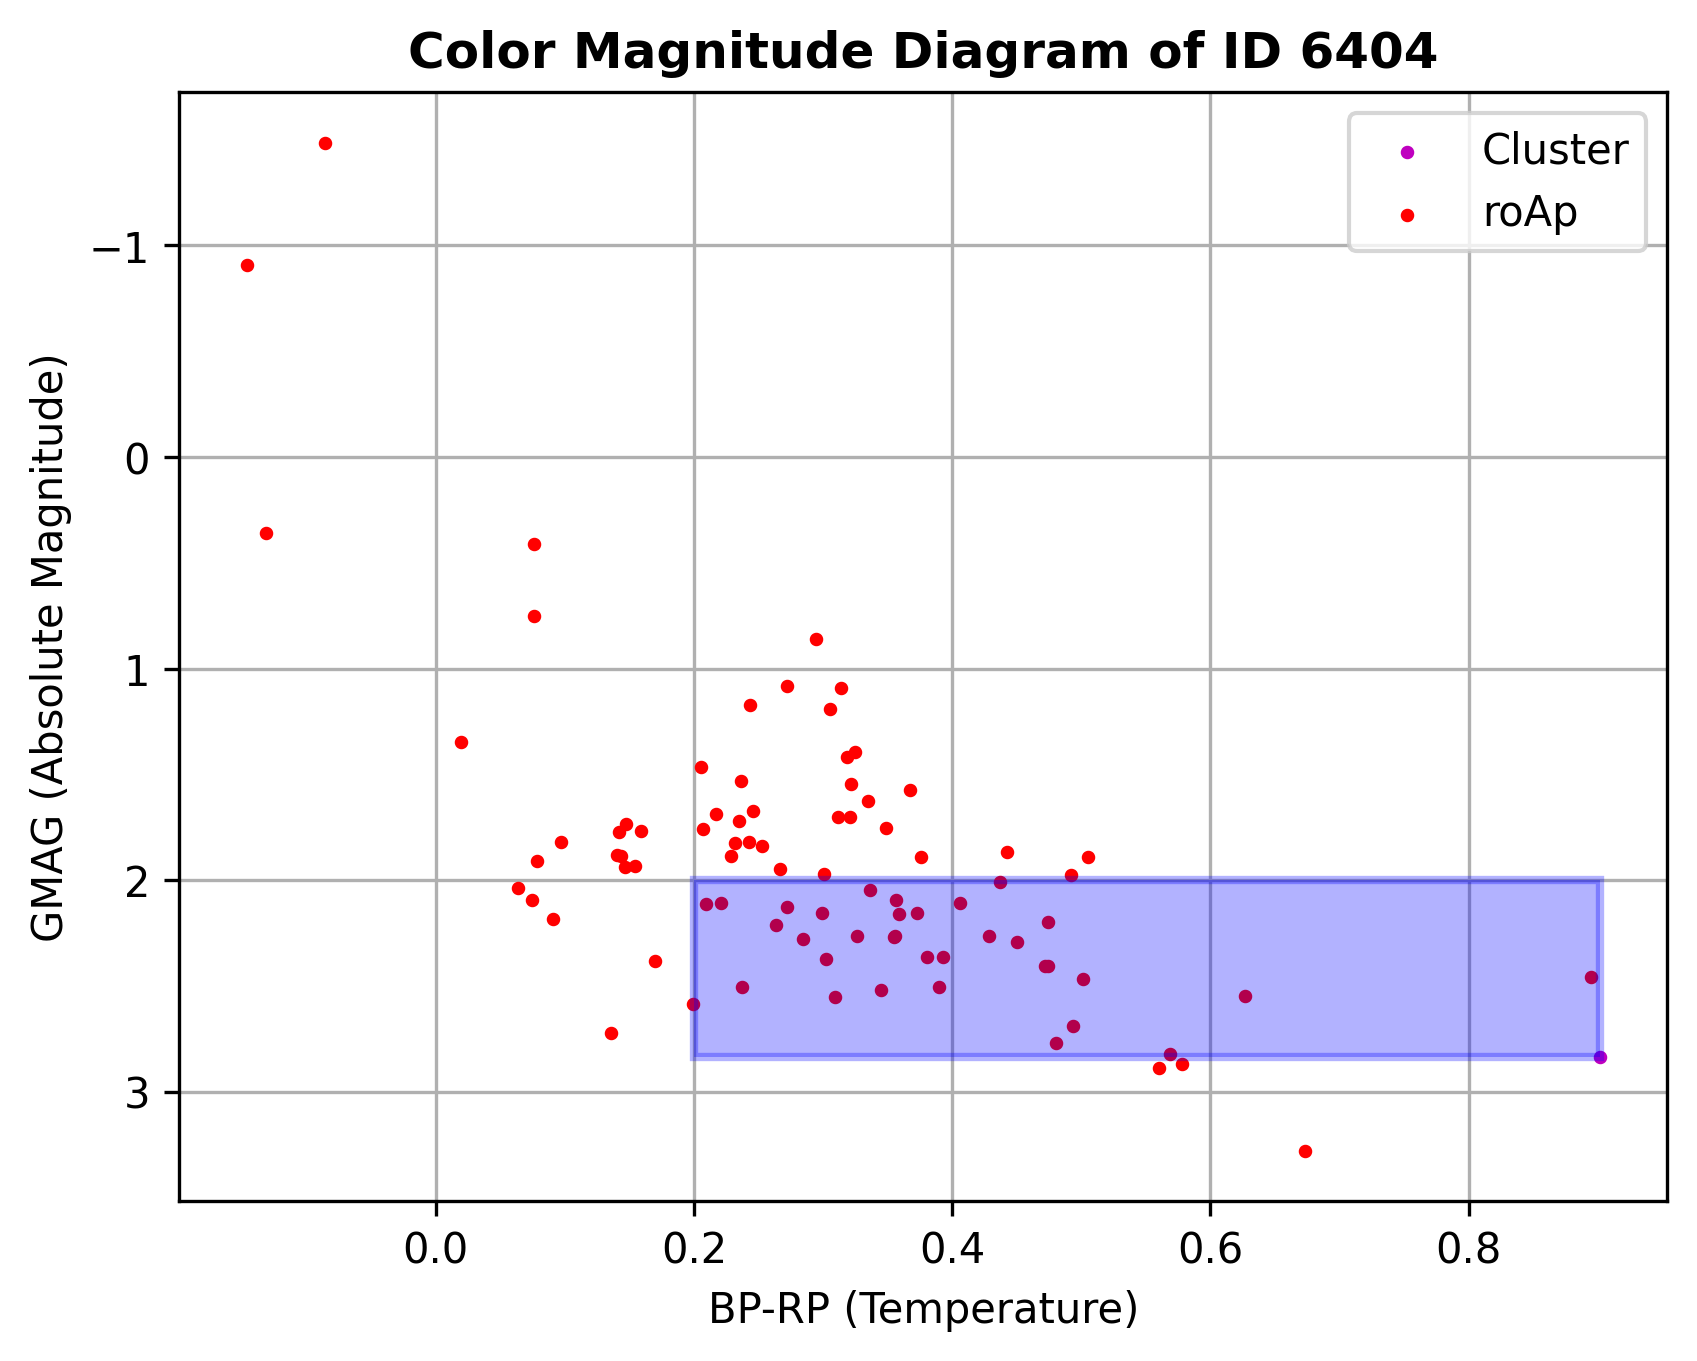 Color Magnitude Diagram of ID 6404
Cluster
roAp
−1
0
1
2
3
GMAG (Absolute Magnitude)
0.0 0.2 0.4 0.6 0.8
BP-RP (Temperature)